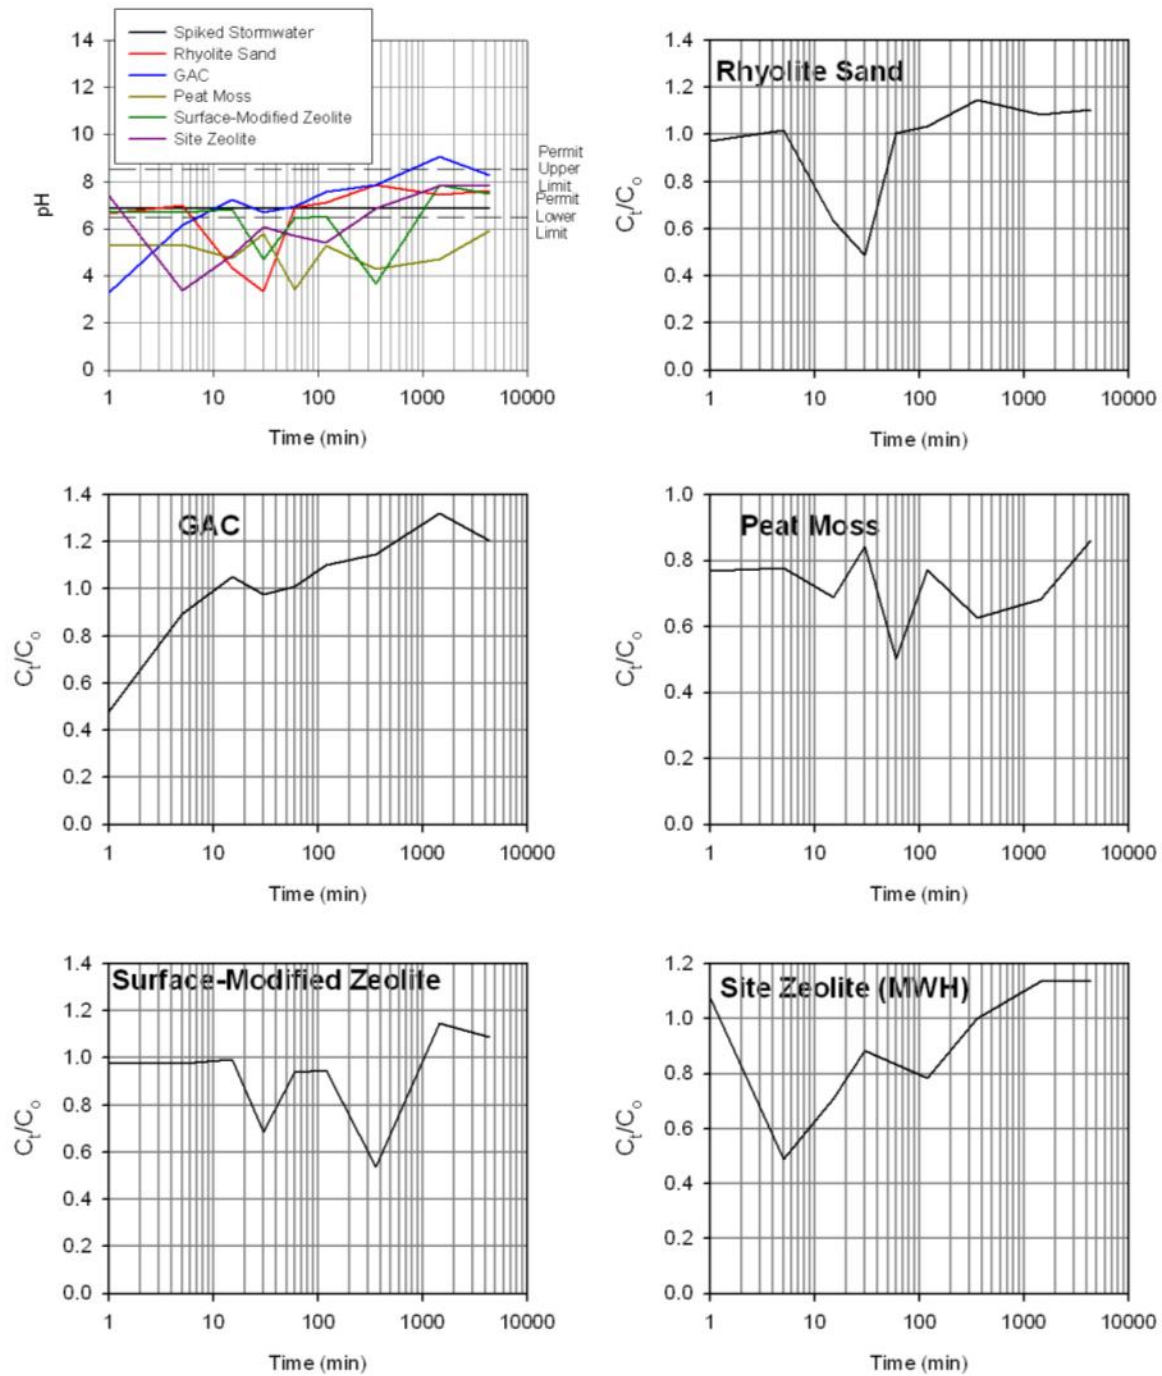 Spiked Stormwater
Rhyolite Sand
GAC
Peat Moss
Surface-Modified Zeolite
Site Zeolite
pH
14
12
10
8
6
4
2
0
Permit
Upper
Limit
Permit
Lower
Limit
1 10 100 1000 10000
Time (min)
Rhyolite Sand
Ct/Co
1.4
1.2
1.0
0.8
0.6
0.4
0.2
0.0
1 10 100 1000 10000
Time (min)
GAC
Ct/Co
1.4
1.2
1.0
0.8
0.6
0.4
0.2
0.0
1 10 100 1000 10000
Time (min)
Peat Moss
Ct/Co
1.0
0.8
0.6
0.4
0.2
0.0
1 10 100 1000 10000
Time (min)
Surface-Modified Zeolite
Ct/Co
1.4
1.2
1.0
0.8
0.6
0.4
0.2
0.0
1 10 100 1000 10000
Time (min)
Site Zeolite (MWH)
Ct/Co
1.2
1.0
0.8
0.6
0.4
0.2
0.0
1 10 100 1000 10000
Time (min)